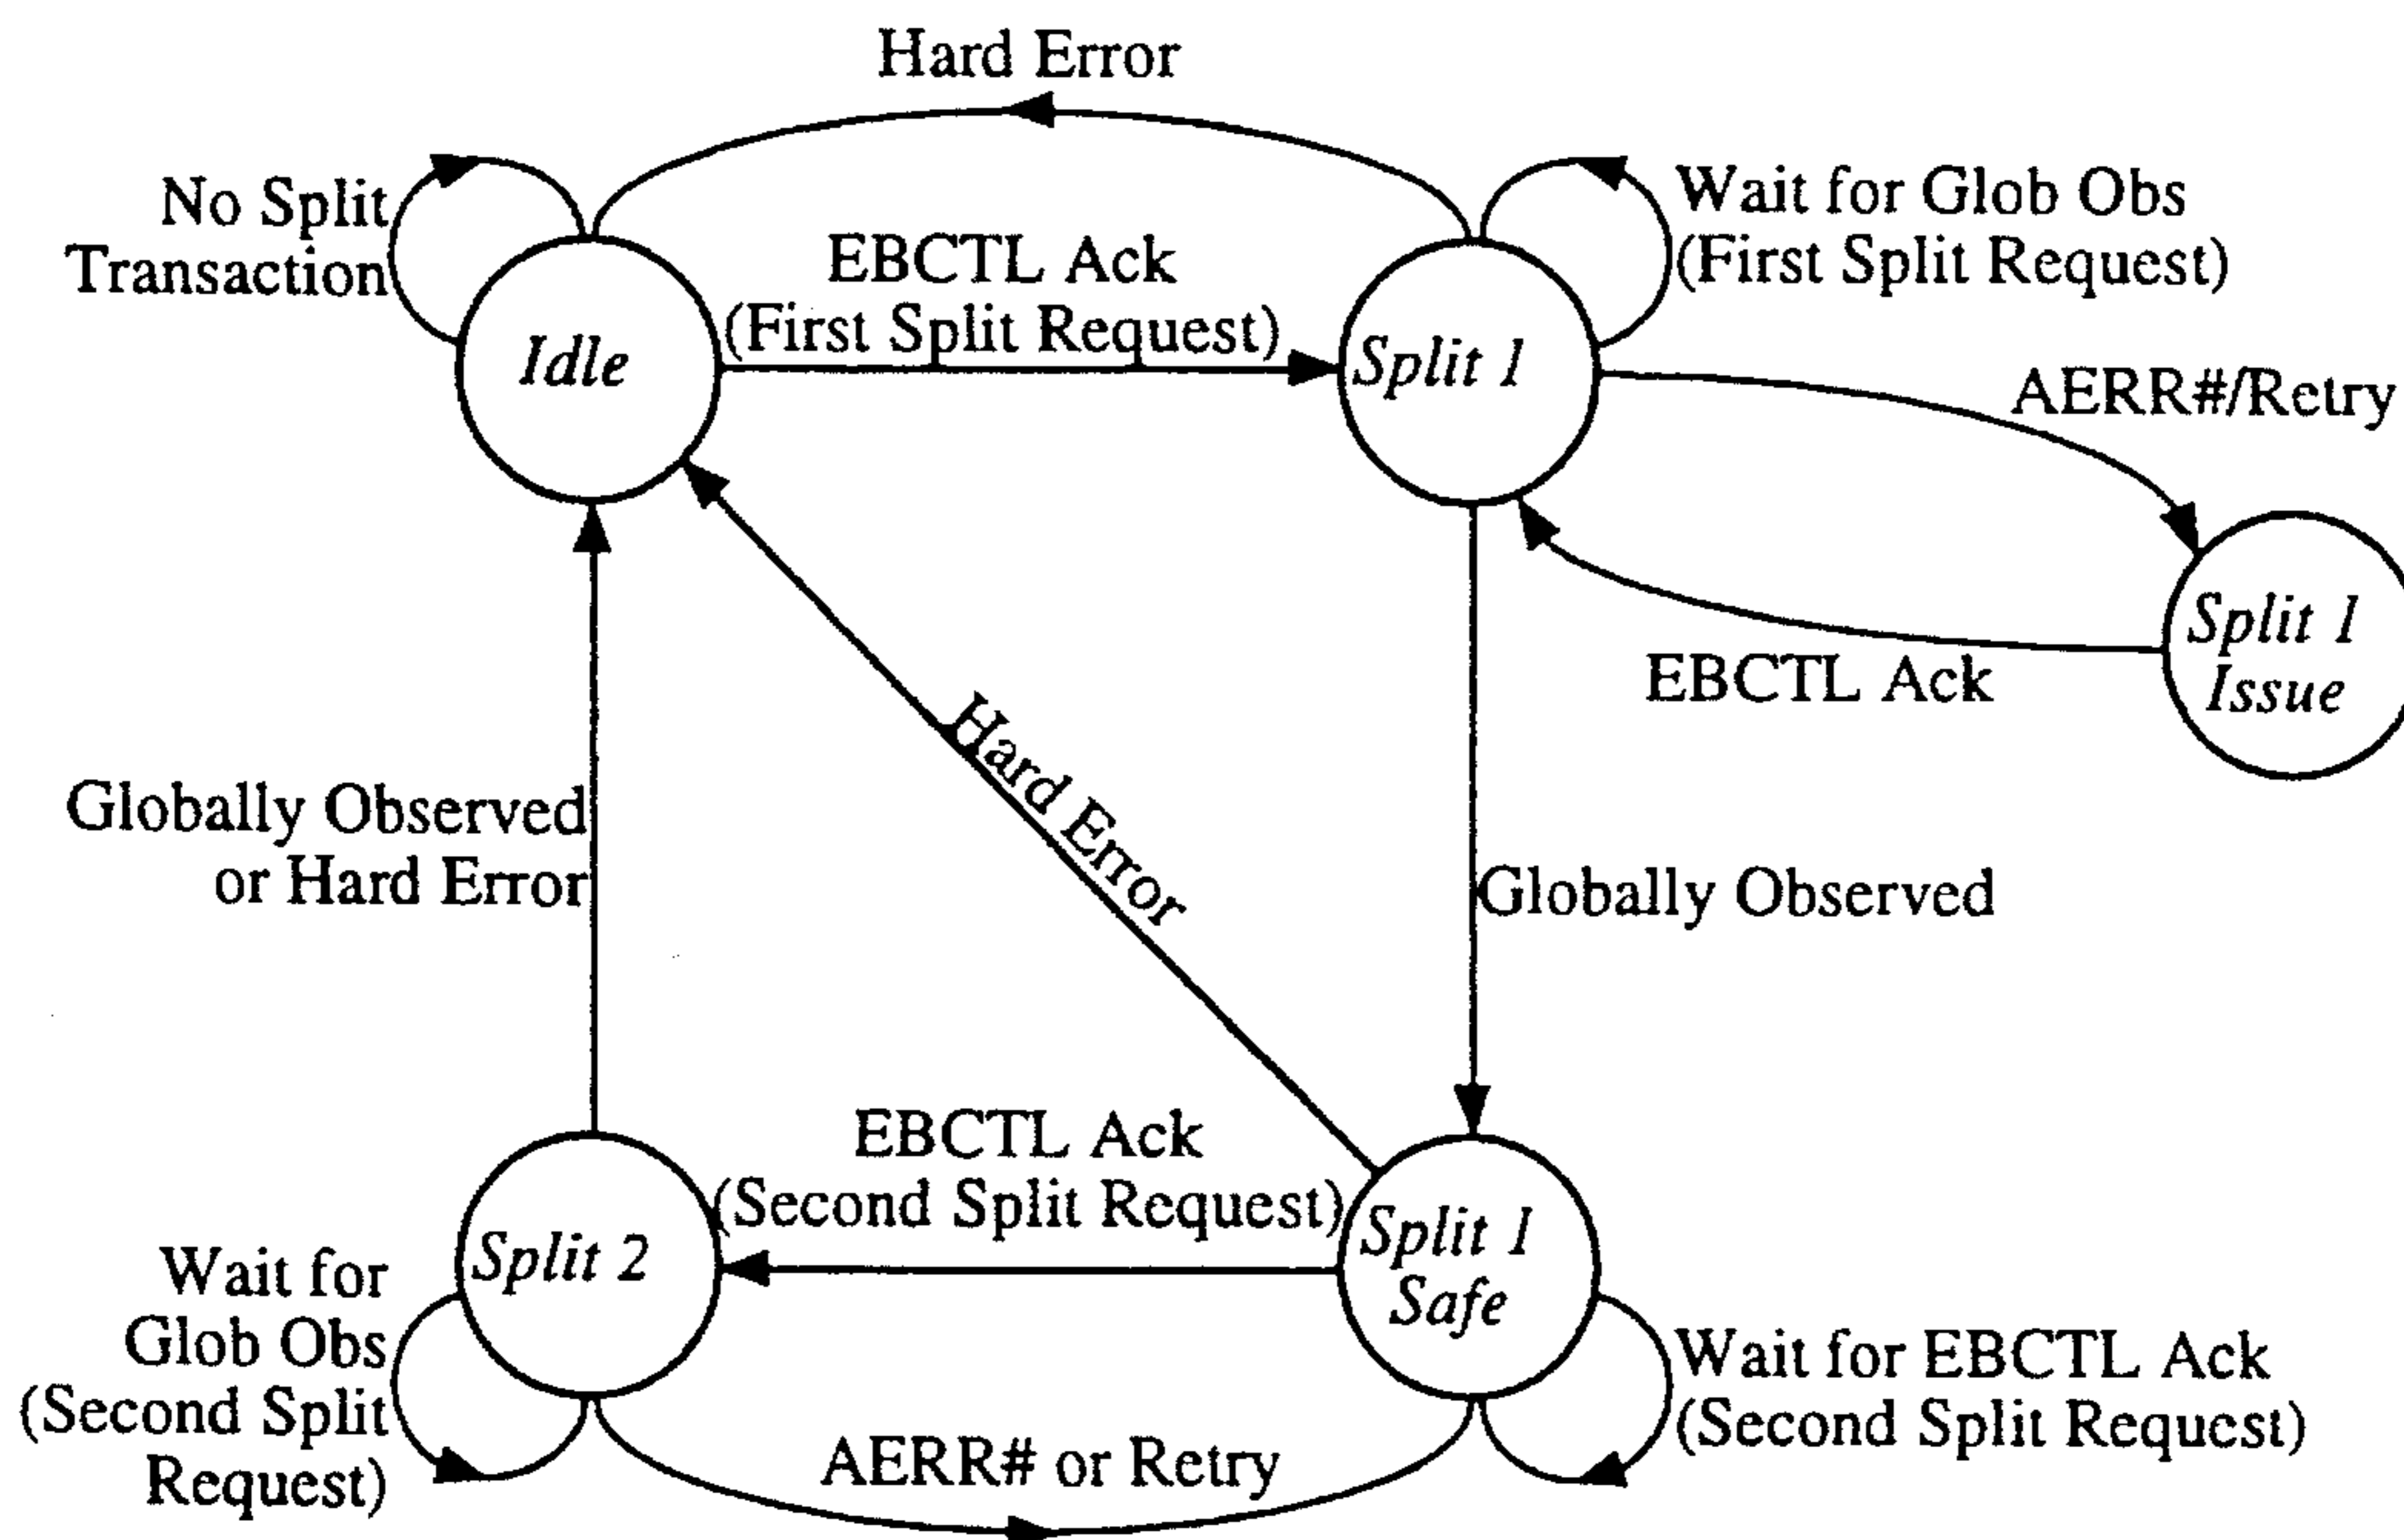 Hard Error
No Split
Transaction
EBCTL Ack
(First Split Request)
Wait for Glob Obs
(First Split Request)
Idle
Split 1
AERR#/Retry
Split 1
Issue
EBCTL Ack
Hard Error
Globally Observed
or Hard Error
Globally Observed
EBCTL Ack
(Second Split Request)
Split 2
Split 1
Safe
Wait for
Glob Obs
(Second Split
Request)
Wait for EBCTL Ack
(Second Split Request)
AERR# or Retry